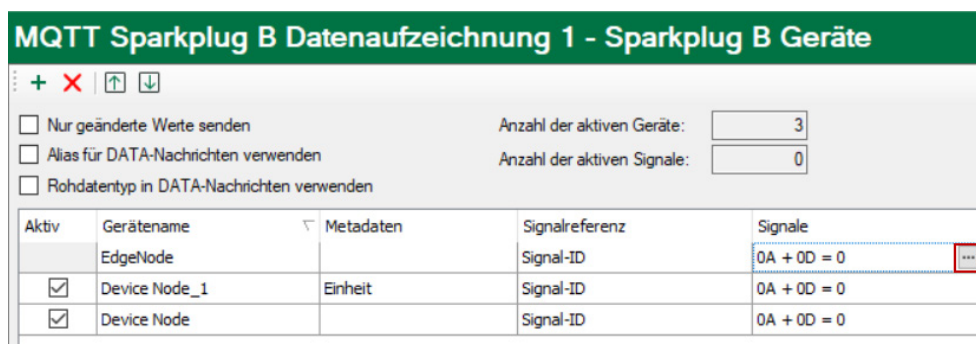 MQTT Sparkplug B Datenaufzeichnung 1 - Sparkplug B Geräte
Nur geänderte Werte senden Anzahl der aktiven Geräte: 3
Alias für DATA-Nachrichten verwenden Anzahl der aktiven Signale: 0
Rohdatentyp in DATA-Nachrichten verwenden
Aktiv Gerätename Metadaten Signalreferenz Signale
EdgeNode Signal-ID 0A + 0D = 0 ...
Device Node_1 Einheit Signal-ID 0A + 0D = 0
Device Node Signal-ID 0A + 0D = 0